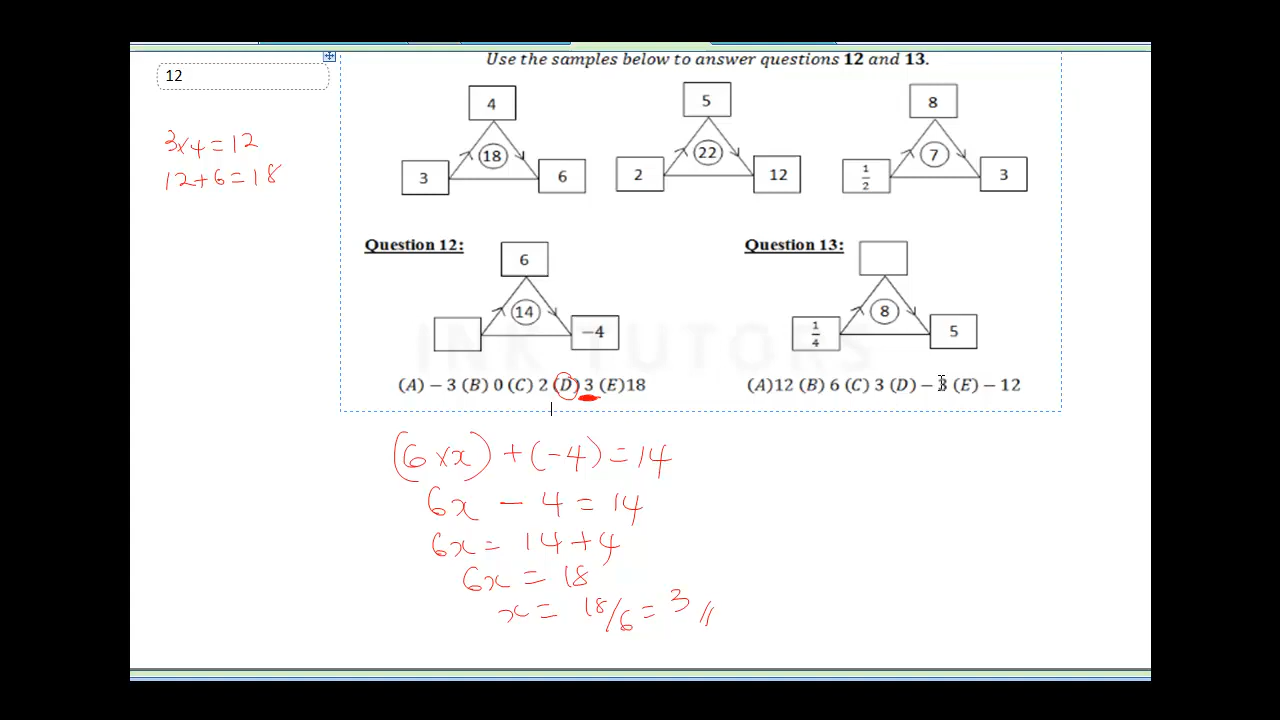 12
Use the samples below to answer questions 12 and 13.
3x4=12
12+6=18
4
18
3
6
5
22
2
12
8
7
1/2
3
Question 12:
6
14
−4
(A) − 3 (B) 0 (C) 2 (D) 3 (E)18
Question 13:
8
1/4
5
(A)12 (B) 6 (C) 3 (D) − 3 (E) − 12
INK TUTORS
(6 x x) + (-4) = 14
6x - 4 = 14
6x = 14 + 4
6x = 18
x = 18/6 = 3 //